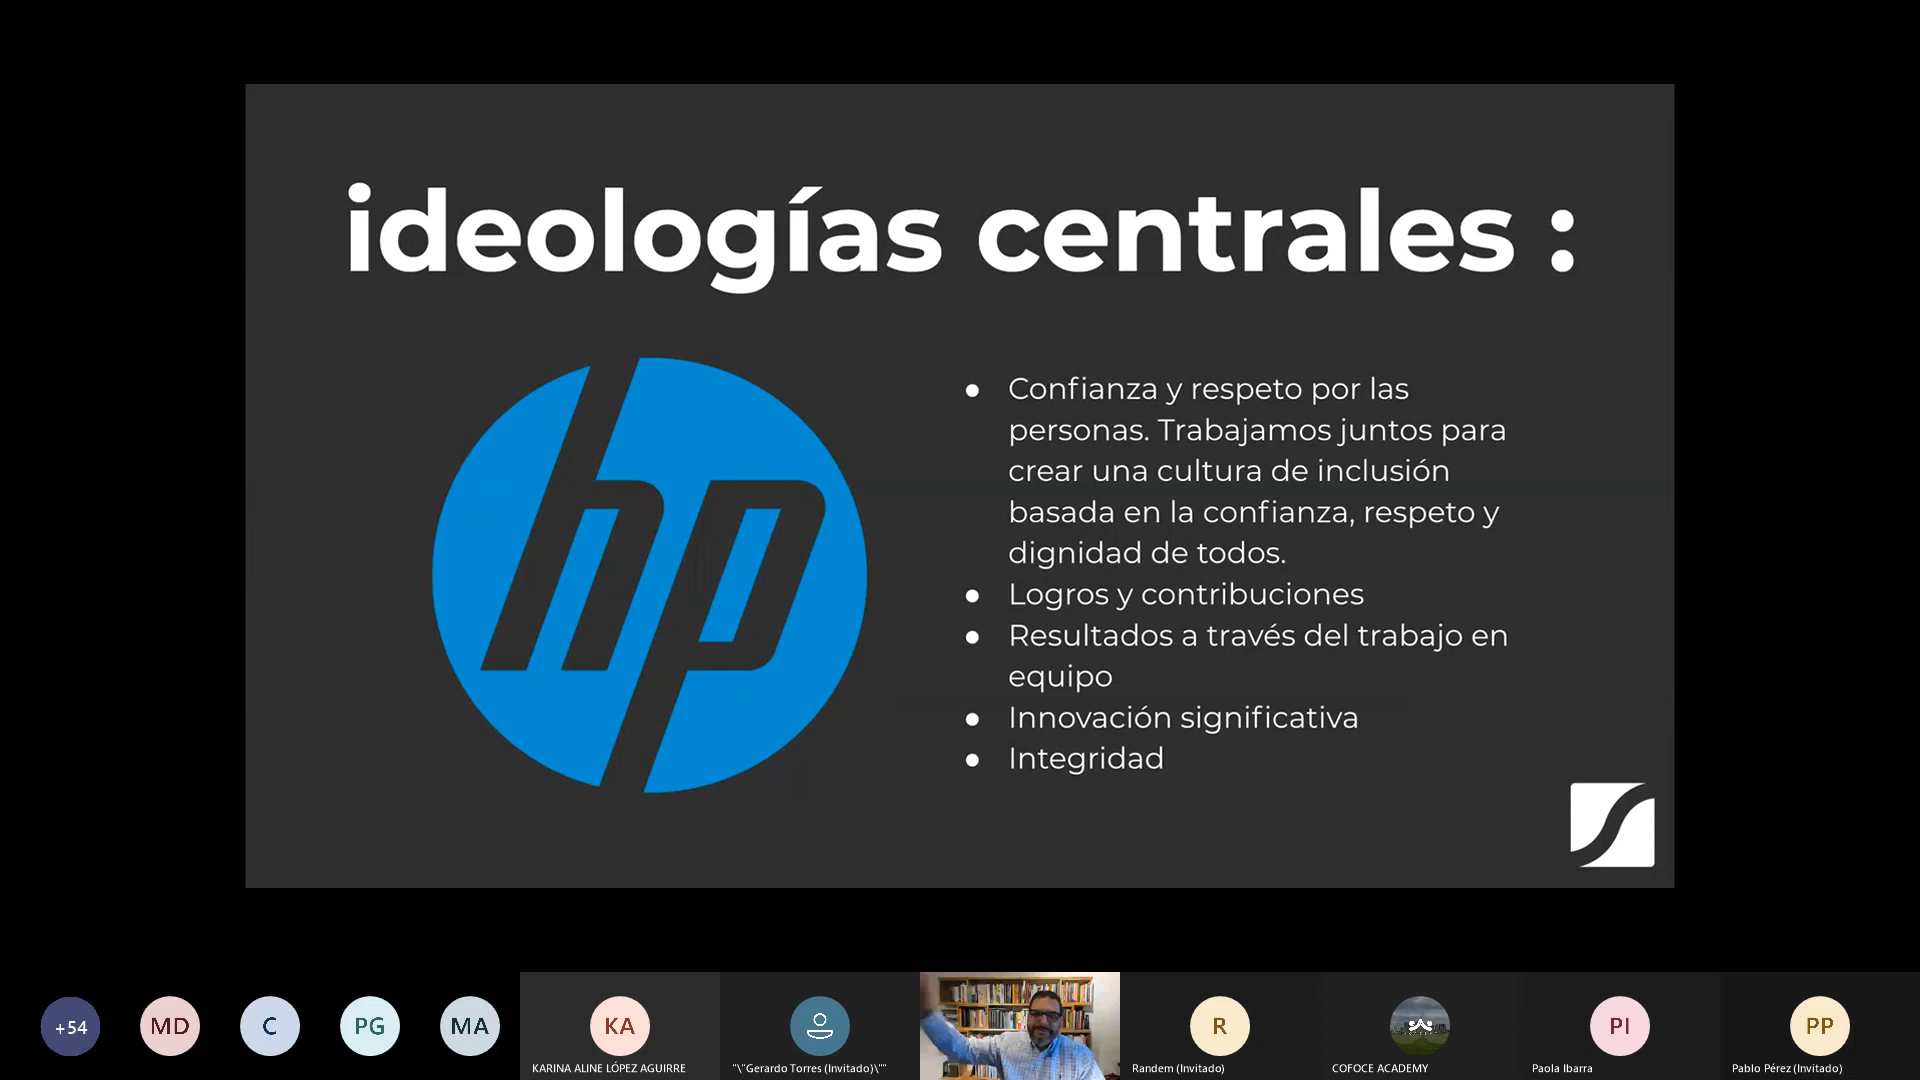 ideologías centrales :
hp
● Confianza y respeto por las
personas. Trabajamos juntos para
crear una cultura de inclusión
basada en la confianza, respeto y
dignidad de todos.
● Logros y contribuciones
● Resultados a través del trabajo en
equipo
● Innovación significativa
● Integridad
+54
MD
C
PG
MA
KA
R
PI
PP
KARINA ALINE LÓPEZ AGUIRRE
"\"Gerardo Torres (Invitado)\""
Randem (Invitado)
COFOCE ACADEMY
Paola Ibarra
Pablo Pérez (Invitado)